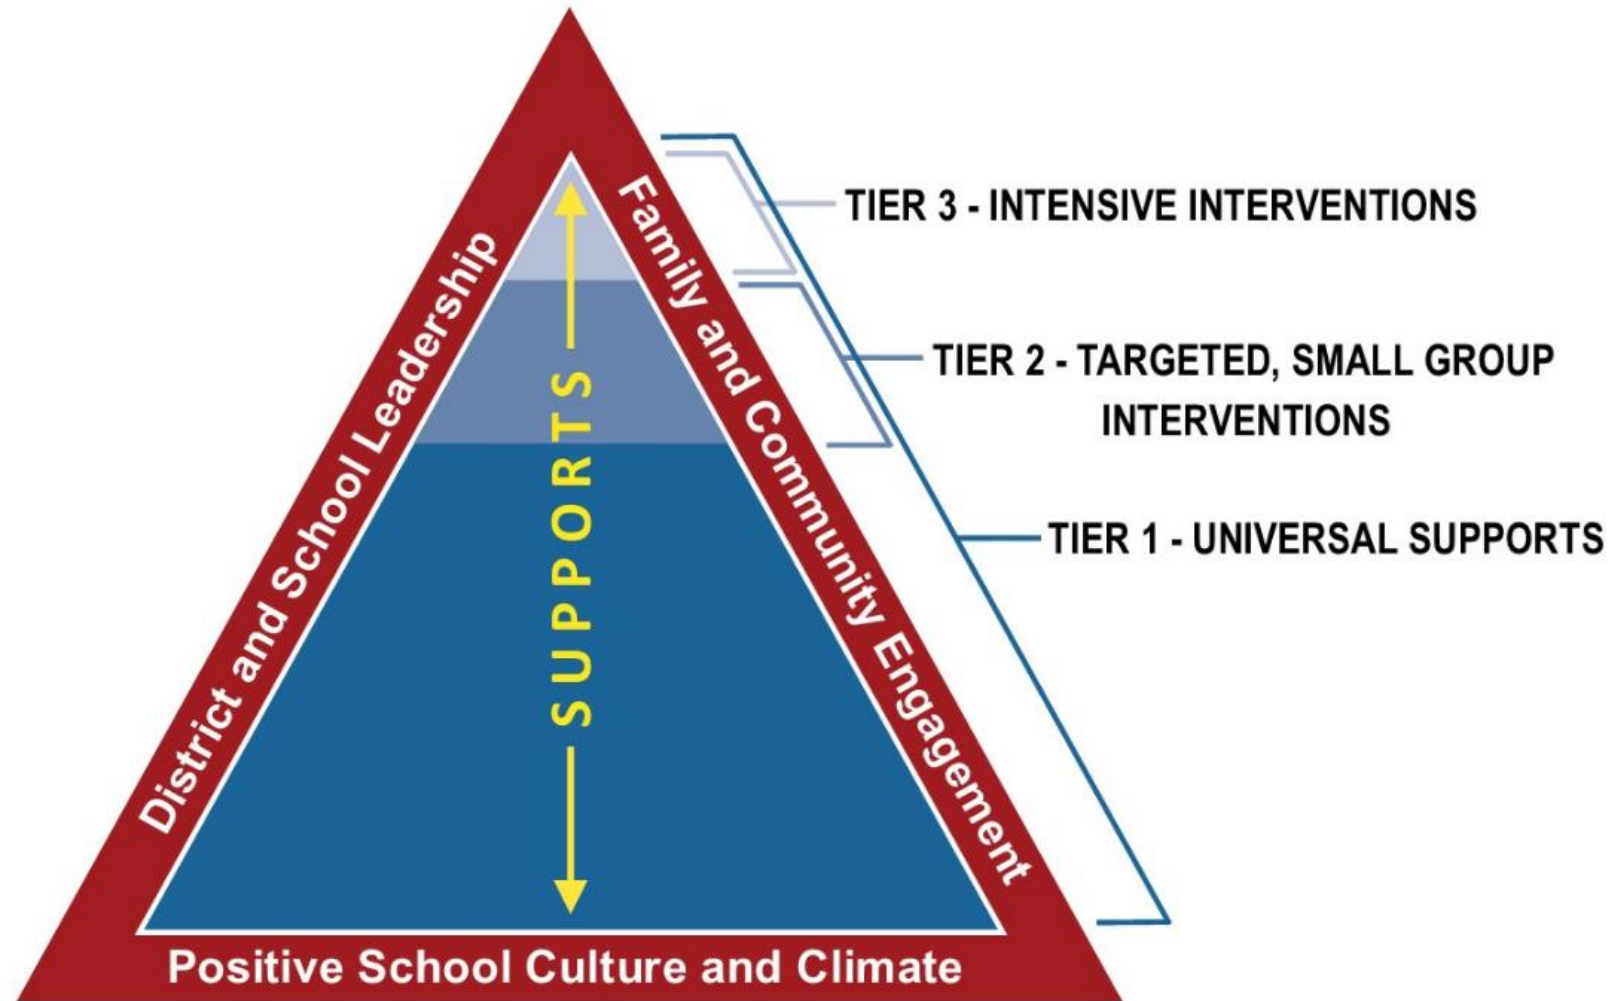 District and School Leadership
Family and Community Engagement
SUPPORTS
Positive School Culture and Climate
TIER 3 - INTENSIVE INTERVENTIONS
TIER 2 - TARGETED, SMALL GROUP
INTERVENTIONS
TIER 1 - UNIVERSAL SUPPORTS